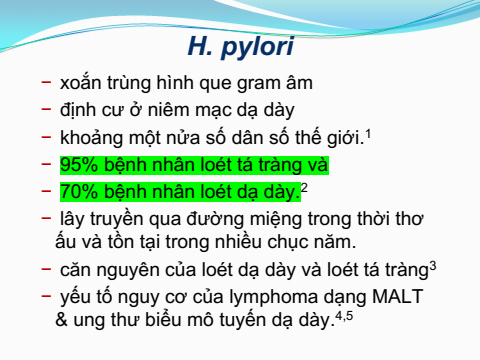 H. pylori
− xoắn trùng hình que gram âm
− định cư ở niêm mạc dạ dày
− khoảng một nửa số dân số thế giới.¹
− 95% bệnh nhân loét tá tràng và
− 70% bệnh nhân loét dạ dày.²
− lây truyền qua đường miệng trong thời thơ
ấu và tồn tại trong nhiều chục năm.
− căn nguyên của loét dạ dày và loét tá tràng³
− yếu tố nguy cơ của lymphoma dạng MALT
& ung thư biểu mô tuyến dạ dày.⁴,⁵